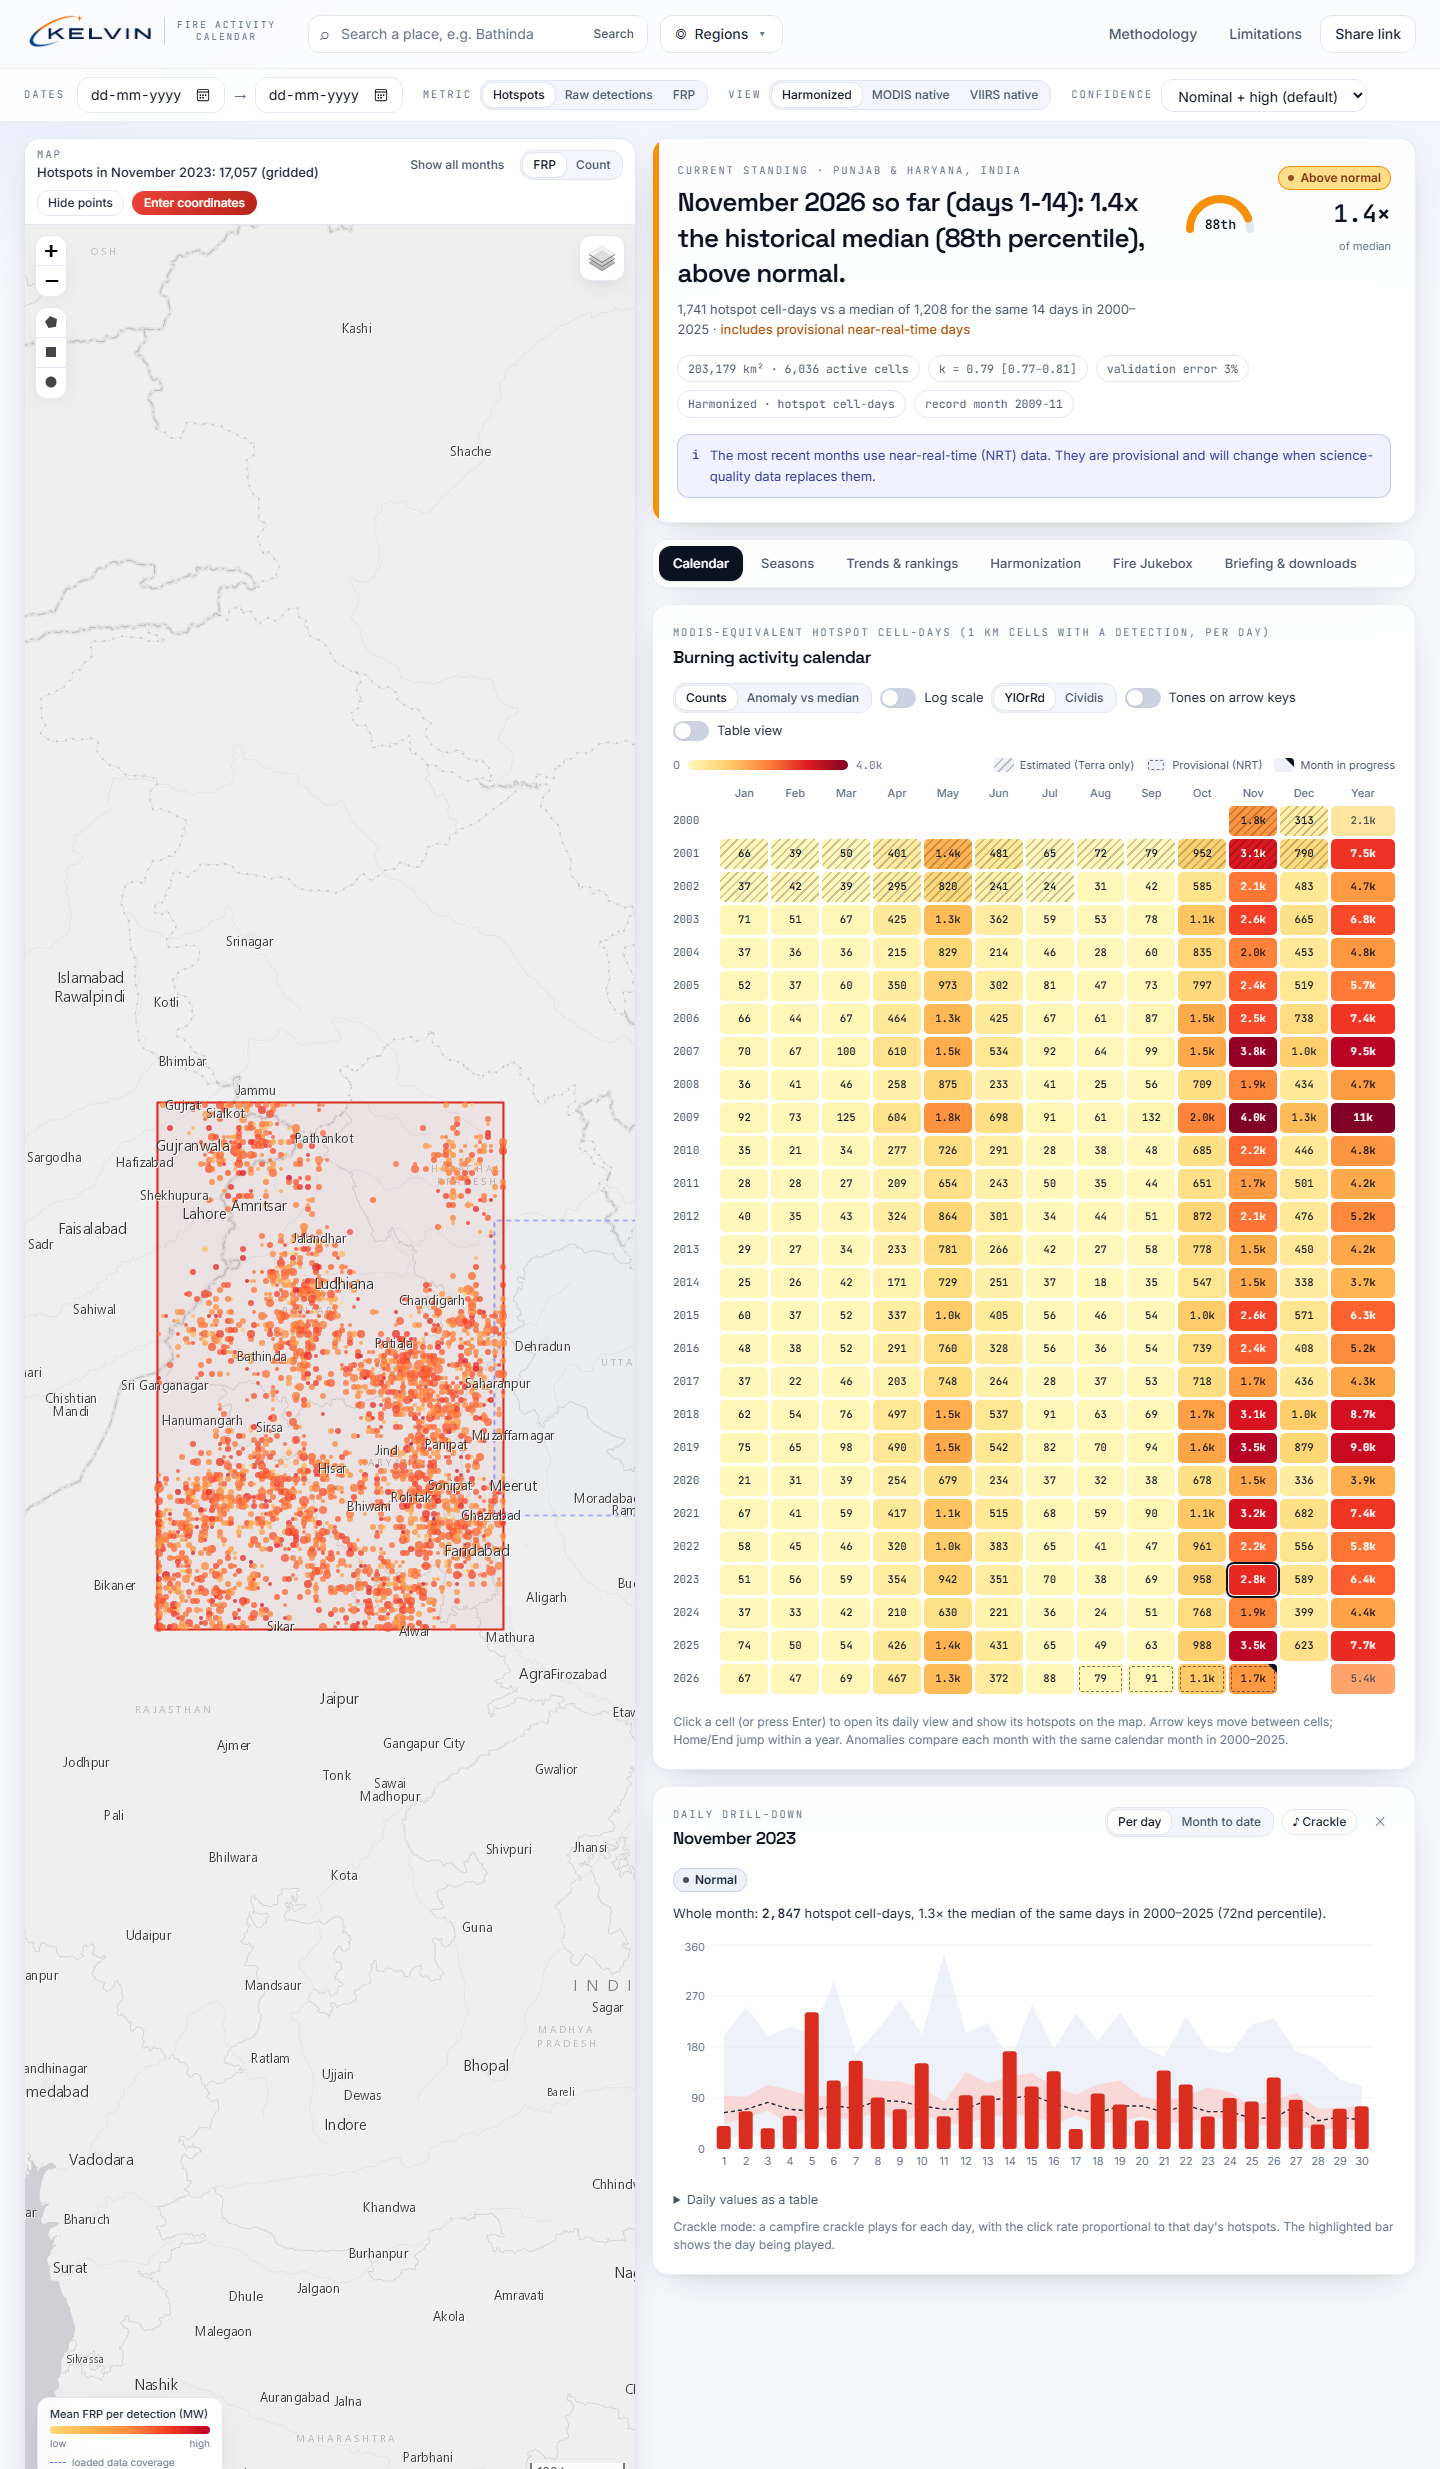 KELVIN
FIRE ACTIVITY
CALENDAR
Search a place, e.g. Bathinda
Search
Regions
Methodology
Limitations
Share link
DATES
dd-mm-yyyy
→
dd-mm-yyyy
METRIC
Hotspots
Raw detections
FRP
VIEW
Harmonized
MODIS native
VIIRS native
CONFIDENCE
Nominal + high (default)
MAP
Hotspots in November 2023: 17,057 (gridded)
Show all months
FRP
Count
Hide points
Enter coordinates
+
−
OSH
Kashi
Shache
Srinagar
Islamabad
Rawalpindi
Kotli
Bhimbar
Jammu
Gujrat
Sialkot
Gujranwala
Pathankot
Sargodha
Hafizabad
Shekhupura
Amritsar
Lahore
Faisalabad
Sadr
Jalandhar
Ludhiana
Sahiwal
Chandigarh
Patiala
Dehradun
Bathinda
UTTA
ari
Sri Ganganagar
Saharanpur
Chishtian
Mandi
Hanumangarh
Sirsa
Muzaffarnagar
Jind
Panipat
Hisar
Sonipat
Meerut
Rohtak
Bhiwani
Moradabad
Ram
Ghaziabad
Faridabad
Bikaner
Bu
Aligarh
Sikar
Alwar
Mathura
Agra
Firozabad
Jaipur
RAJASTHAN
Etaw
Ajmer
Gangapur City
Jodhpur
Tonk
Sawai
Madhopur
Gwalior
Pali
Bhilwara
Shivpuri
Jhansi
Kota
Udaipur
Guna
anpur
Mandsaur
INDI
Sagar
MADHYA
PRADESH
andhinagar
Ratlam
Ujjain
Bhopal
medabad
Dewas
Bareli
Indore
Vadodara
Chhindw
ar
Bharuch
Khandwa
Burhanpur
Surat
Nag
Dhule
Jalgaon
Amravati
Akola
Malegaon
Silvassa
Nashik
Aurangabad
Jalna
MAHARASHTRA
Parbhani
Mean FRP per detection (MW)
low
high
loaded data coverage
CURRENT STANDING · PUNJAB & HARYANA, INDIA
November 2026 so far (days 1-14): 1.4x
the historical median (88th percentile),
above normal.
88th
Above normal
1.4×
of median
1,741 hotspot cell-days vs a median of 1,208 for the same 14 days in 2000–
2025 · includes provisional near-real-time days
203,179 km² · 6,036 active cells
k = 0.79 [0.77–0.81]
validation error 3%
Harmonized · hotspot cell-days
record month 2009-11
i
The most recent months use near-real-time (NRT) data. They are provisional and will change when science-
quality data replaces them.
Calendar
Seasons
Trends & rankings
Harmonization
Fire Jukebox
Briefing & downloads
MODIS-EQUIVALENT HOTSPOT CELL-DAYS (1 KM CELLS WITH A DETECTION, PER DAY)
Burning activity calendar
Counts
Anomaly vs median
Log scale
YlOrRd
Cividis
Tones on arrow keys
Table view
0
4.0k
Estimated (Terra only)
Provisional (NRT)
Month in progress
Jan Feb Mar Apr May Jun Jul Aug Sep Oct Nov Dec Year
2000 1.8k 313 2.1k
2001 66 39 50 401 1.4k 481 65 72 79 952 3.1k 790 7.5k
2002 37 42 39 295 820 241 24 31 42 585 2.1k 483 4.7k
2003 71 51 67 425 1.3k 362 59 53 78 1.1k 2.6k 665 6.8k
2004 37 36 36 215 829 214 46 28 60 835 2.0k 453 4.8k
2005 52 37 60 350 973 302 81 47 73 797 2.4k 519 5.7k
2006 66 44 67 464 1.3k 425 67 61 87 1.5k 2.5k 738 7.4k
2007 70 67 100 610 1.5k 534 92 64 99 1.5k 3.8k 1.0k 9.5k
2008 36 41 46 258 875 233 41 25 56 709 1.9k 434 4.7k
2009 92 73 125 604 1.8k 698 91 61 132 2.0k 4.0k 1.3k 11k
2010 35 21 34 277 726 291 28 38 48 685 2.2k 446 4.8k
2011 28 28 27 209 654 243 50 35 44 651 1.7k 501 4.2k
2012 40 35 43 324 864 301 34 44 51 872 2.1k 476 5.2k
2013 29 27 34 233 781 266 42 27 58 778 1.5k 450 4.2k
2014 25 26 42 171 729 251 37 18 35 547 1.5k 338 3.7k
2015 60 37 52 337 1.0k 405 56 46 54 1.0k 2.6k 571 6.3k
2016 48 38 52 291 760 328 56 36 54 739 2.4k 408 5.2k
2017 37 22 46 203 748 264 28 37 53 718 1.7k 436 4.3k
2018 62 54 76 497 1.5k 537 91 63 69 1.7k 3.1k 1.0k 8.7k
2019 75 65 98 490 1.5k 542 82 70 94 1.6k 3.5k 879 9.0k
2020 21 31 39 254 679 234 37 32 38 678 1.5k 336 3.9k
2021 67 41 59 417 1.1k 515 68 59 90 1.1k 3.2k 682 7.4k
2022 58 45 46 320 1.0k 383 65 41 47 961 2.2k 556 5.8k
2023 51 56 59 354 942 351 70 38 69 958 2.8k 589 6.4k
2024 37 33 42 210 630 221 36 24 51 768 1.9k 399 4.4k
2025 74 50 54 426 1.4k 431 65 49 63 988 3.5k 623 7.7k
2026 67 47 69 467 1.3k 372 88 79 91 1.1k 1.7k 5.4k
Click a cell (or press Enter) to open its daily view and show its hotspots on the map. Arrow keys move between cells;
Home/End jump within a year. Anomalies compare each month with the same calendar month in 2000–2025.
DAILY DRILL-DOWN
November 2023
Per day
Month to date
♪ Crackle
×
Normal
Whole month: 2,847 hotspot cell-days, 1.3× the median of the same days in 2000–2025 (72nd percentile).
360
270
180
90
0
1 2 3 4 5 6 7 8 9 10 11 12 13 14 15 16 17 18 19 20 21 22 23 24 25 26 27 28 29 30
Daily values as a table
Crackle mode: a campfire crackle plays for each day, with the click rate proportional to that day's hotspots. The highlighted bar
shows the day being played.